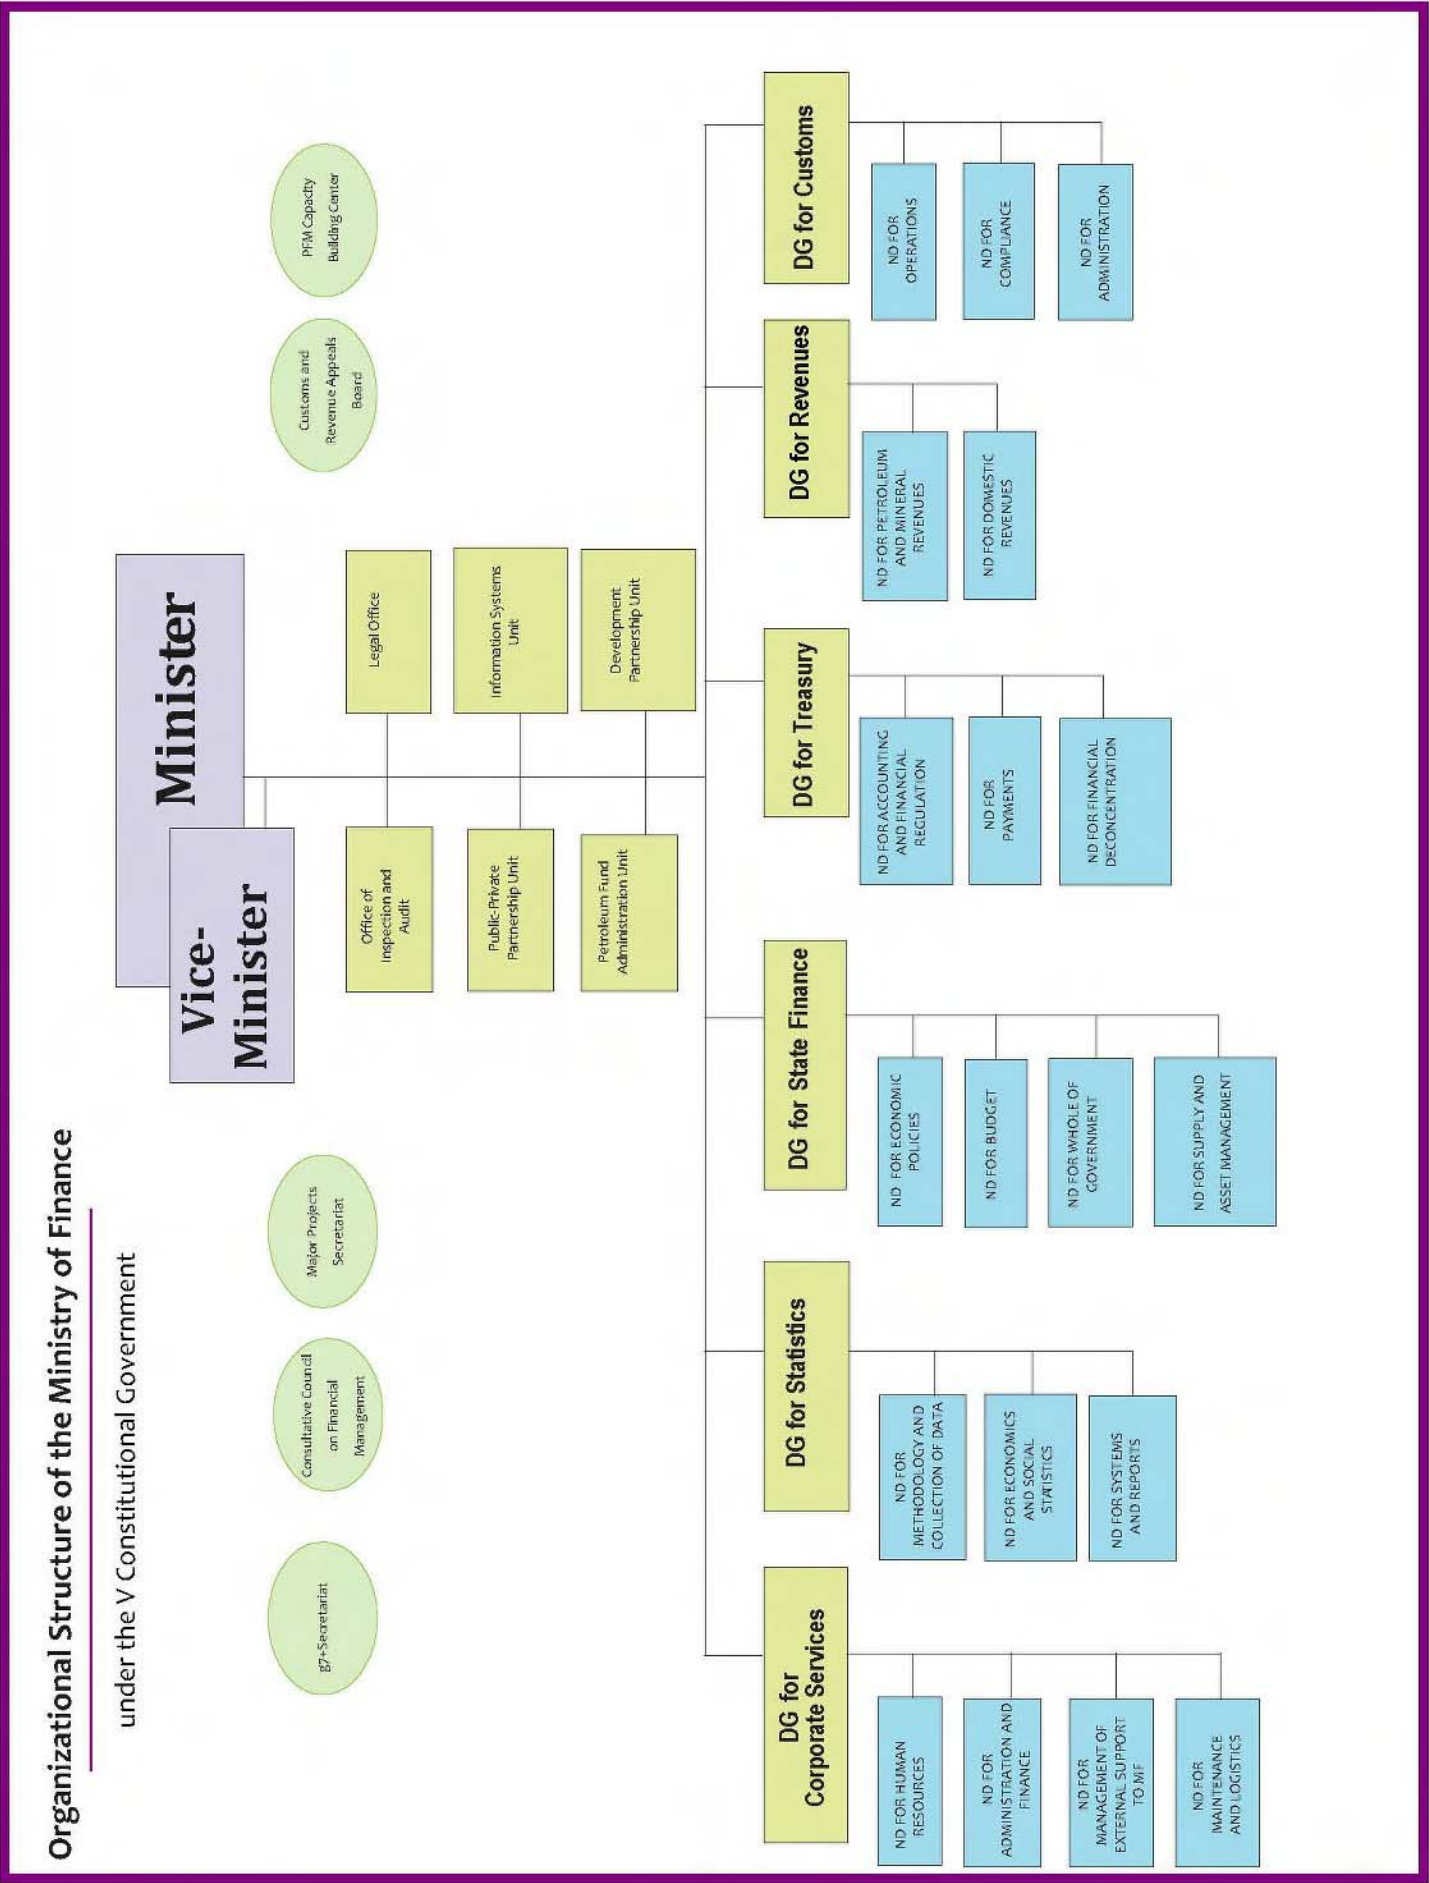 Organizational Structure of the Ministry of Finance
under the V Constitutional Government
Minister
Vice-
Minister
g7+Secretariat
Consultative Council
on Financial
Management
Major Projects
Secretariat
Customs and
Revenue Appeals
Board
PFM Capacity
Building Center
Office of
Inspection and
Audit
Legal Office
Public-Private
Partnership Unit
Information Systems
Unit
Petroleum Fund
Administration Unit
Development
Partnership Unit
DG for
Corporate Services
ND FOR HUMAN
RESOURCES
ND FOR
ADMINISTRATION AND
FINANCE
ND FOR
MANAGEMENT OF
EXTERNAL SUPPORT
TO MF
ND FOR
MAINTENANCE
AND LOGISTICS
DG for Statistics
ND FOR
METHODOLOGY AND
COLLECTION OF DATA
ND FOR ECONOMICS
AND SOCIAL
STATISTICS
ND FOR SYSTEMS
AND REPORTS
DG for State Finance
ND FOR ECONOMIC
POLICIES
ND FOR BUDGET
ND FOR WHOLE OF
GOVERNMENT
ND FOR SUPPLY AND
ASSET MANAGEMENT
DG for Treasury
ND FOR ACCOUNTING
AND FINANCIAL
REGULATION
ND FOR
PAYMENTS
ND FOR FINANCIAL
DECONCENTRATION
DG for Revenues
ND FOR PETROLEUM
AND MINERAL
REVENUES
ND FOR DOMESTIC
REVENUES
DG for Customs
ND FOR
OPERATIONS
ND FOR
COMPLIANCE
ND FOR
ADMINISTRATION